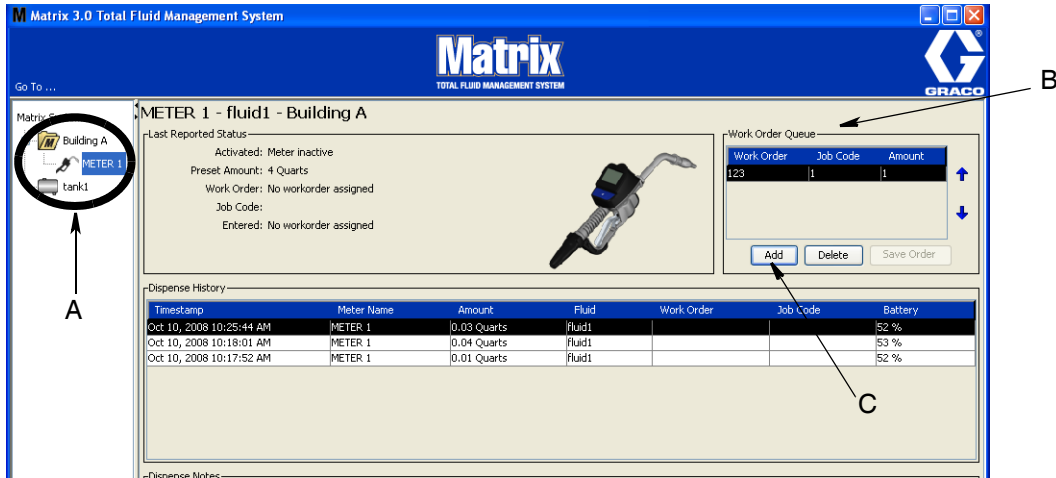 M Matrix 3.0 Total Fluid Management System
Matrix
TOTAL FLUID MANAGEMENT SYSTEM
GRACO
Go To ...
B
Matrix
Building A
METER 1
tank1
A
METER 1 - fluid1 - Building A
Last Reported Status
Activated: Meter inactive
Preset Amount: 4 Quarts
Work Order: No workorder assigned
Job Code:
Entered: No workorder assigned
Work Order Queue
Work Order Job Code Amount
123 1 1
Add Delete Save Order
Dispense History
Timestamp Meter Name Amount Fluid Work Order Job Code Battery
Oct 10, 2008 10:25:44 AM METER 1 0.03 Quarts fluid1 52 %
Oct 10, 2008 10:18:01 AM METER 1 0.04 Quarts fluid1 53 %
Oct 10, 2008 10:17:52 AM METER 1 0.01 Quarts fluid1 52 %
C
Dispense Notes